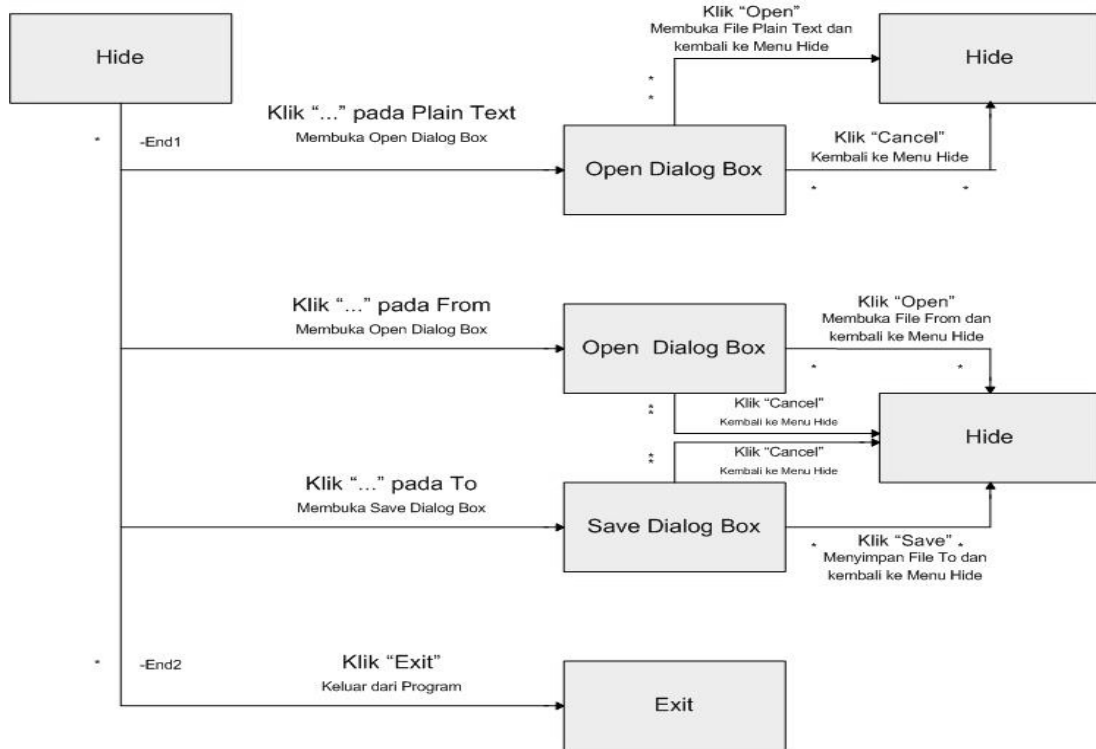 Hide
Klik "Open"
Membuka File Plain Text dan
kembali ke Menu Hide
Hide
*
*
Klik "..." pada Plain Text
Membuka Open Dialog Box
* -End1
Open Dialog Box
Klik "Cancel"
Kembali ke Menu Hide
* *
Klik "..." pada From
Membuka Open Dialog Box
Open Dialog Box
Klik "Open"
Membuka File From dan
kembali ke Menu Hide
* *
*
*
Klik "Cancel"
Kembali ke Menu Hide
Hide
*
*
Klik "Cancel"
Kembali ke Menu Hide
Klik "..." pada To
Membuka Save Dialog Box
Save Dialog Box
* Klik "Save" *
Menyimpan File To dan
kembali ke Menu Hide
* -End2
Klik "Exit"
Keluar dari Program
Exit